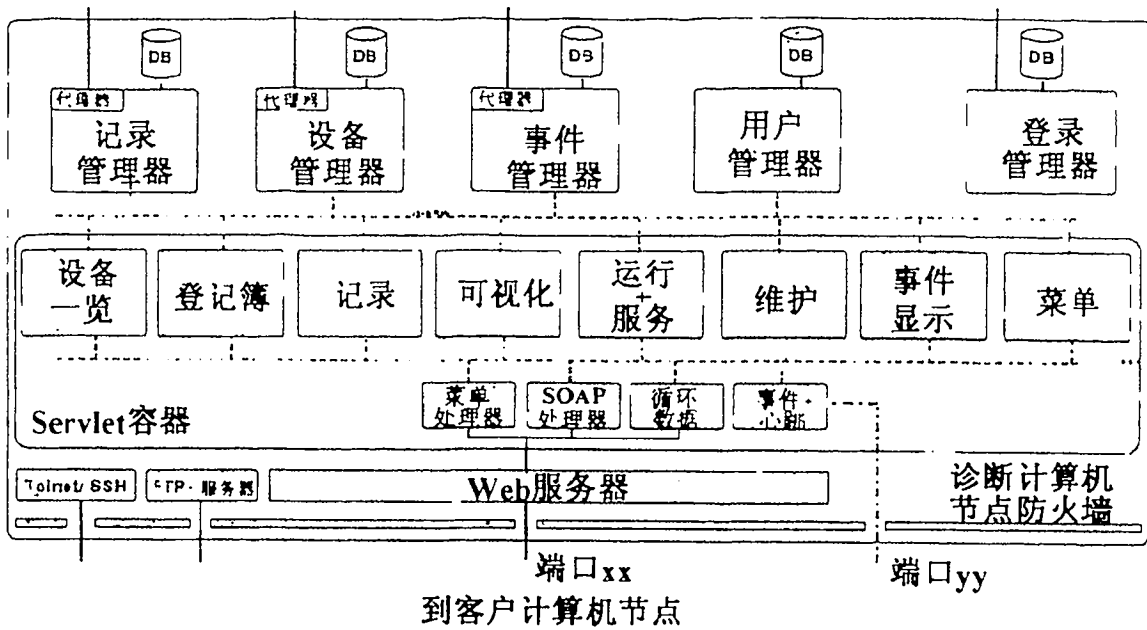 DB DB DB DB
代理器 代理器 代理器
记录
管理器
设备
管理器
事件
管理器
用户
管理器
登录
管理器
设备
一览
登记簿
记录
可视化
运行
+
服务
维护
事件
显示
菜单
菜单
处理器
SOAP
处理器
循环
数据
事件·
心跳
Servlet容器
Telnet/ SSH
FTP- 服务器
Web服务器
诊断计算机
节点防火墙
端口xx
端口yy
到客户计算机节点